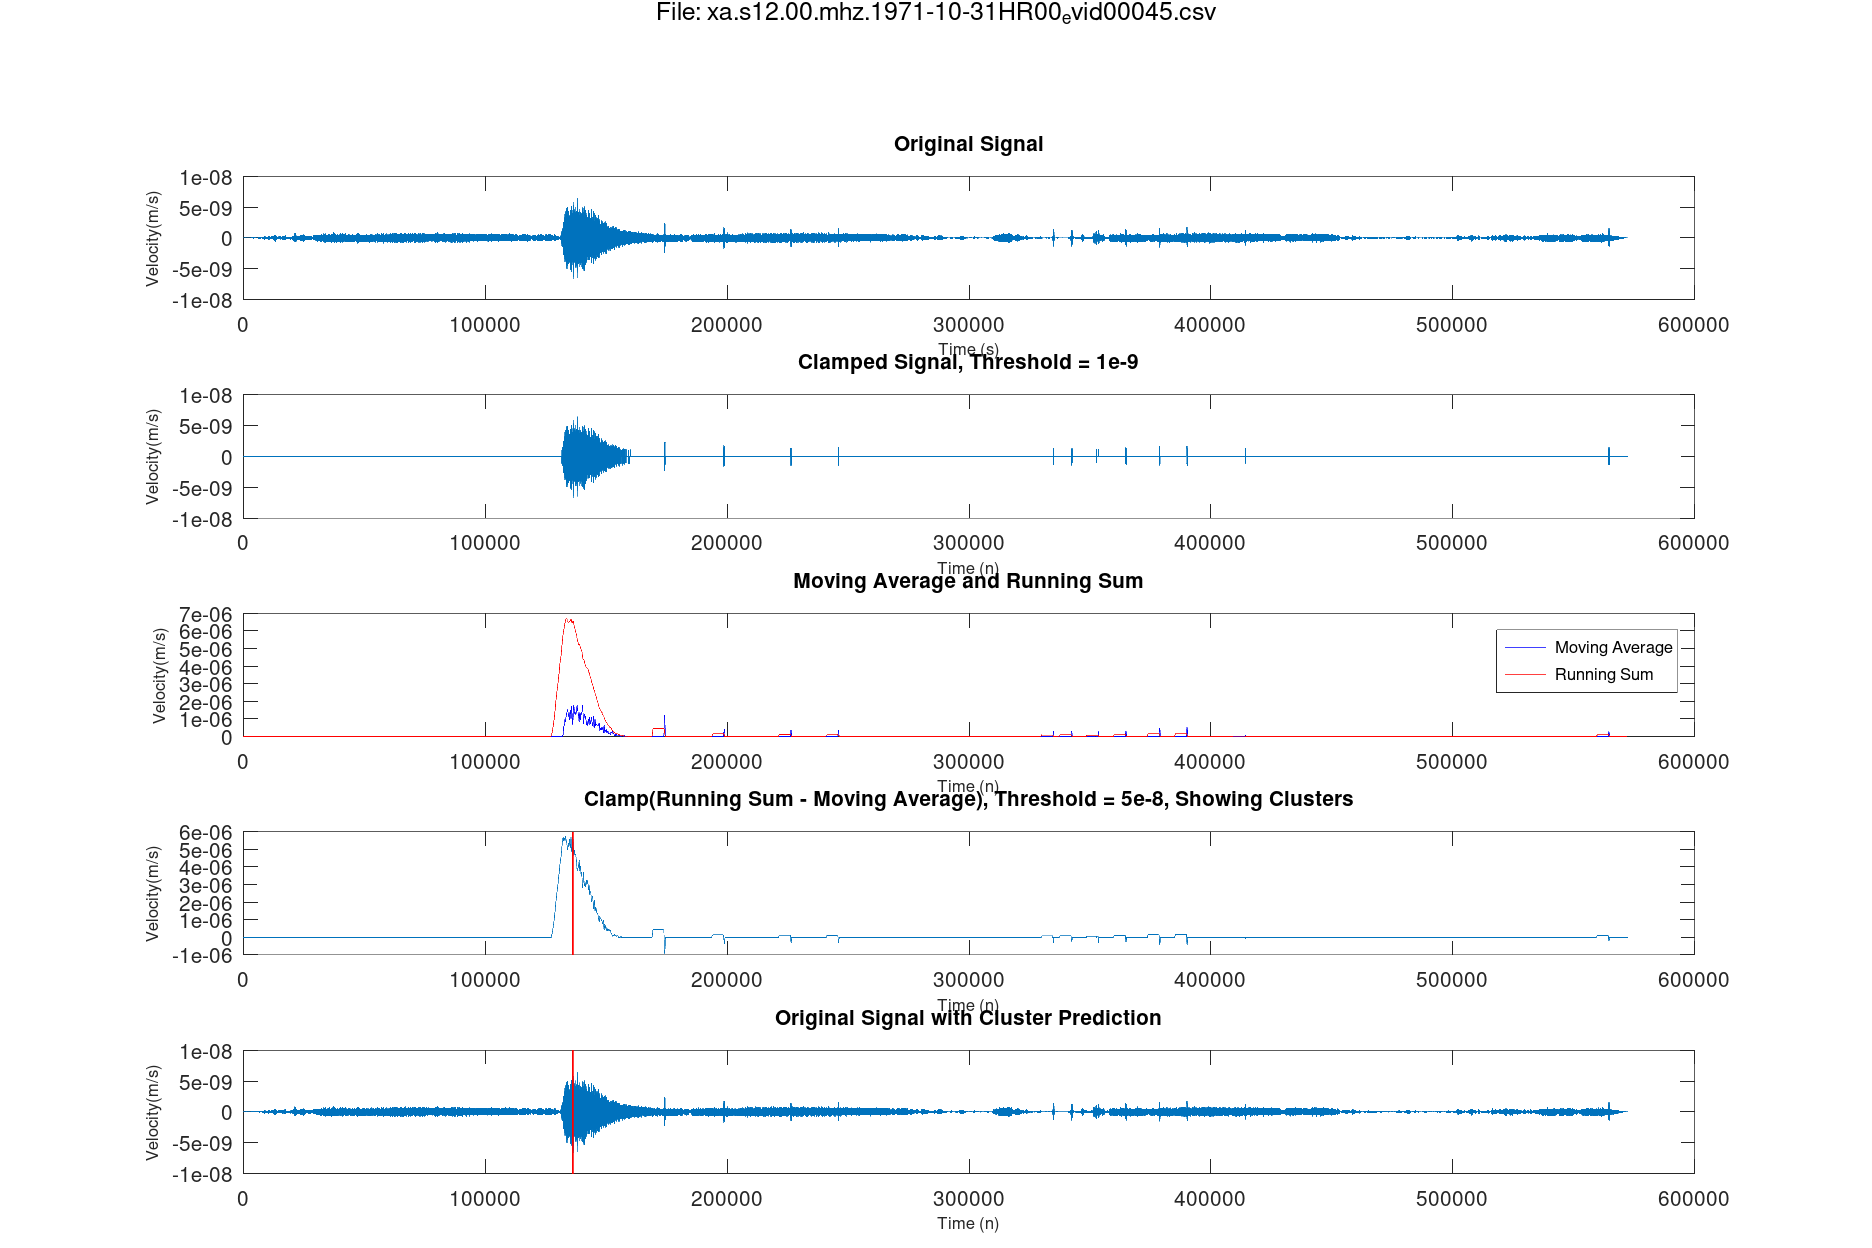 File: xa.s12.00.mhz.1971-10-31HR00evid00045.csv
Original Signal
Velocity(m/s)
1e-08
5e-09
0
-5e-09
-1e-08
0 100000 200000 300000 400000 500000 600000
Time (s)
Clamped Signal, Threshold = 1e-9
Velocity(m/s)
1e-08
5e-09
0
-5e-09
-1e-08
0 100000 200000 300000 400000 500000 600000
Time (n)
Moving Average and Running Sum
Velocity(m/s)
7e-06
6e-06
5e-06
4e-06
3e-06
2e-06
1e-06
0
Moving Average
Running Sum
0 100000 200000 300000 400000 500000 600000
Time (n)
Clamp(Running Sum - Moving Average), Threshold = 5e-8, Showing Clusters
Velocity(m/s)
6e-06
5e-06
4e-06
3e-06
2e-06
1e-06
0
-1e-06
0 100000 200000 300000 400000 500000 600000
Time (n)
Original Signal with Cluster Prediction
Velocity(m/s)
1e-08
5e-09
0
-5e-09
-1e-08
0 100000 200000 300000 400000 500000 600000
Time (n)